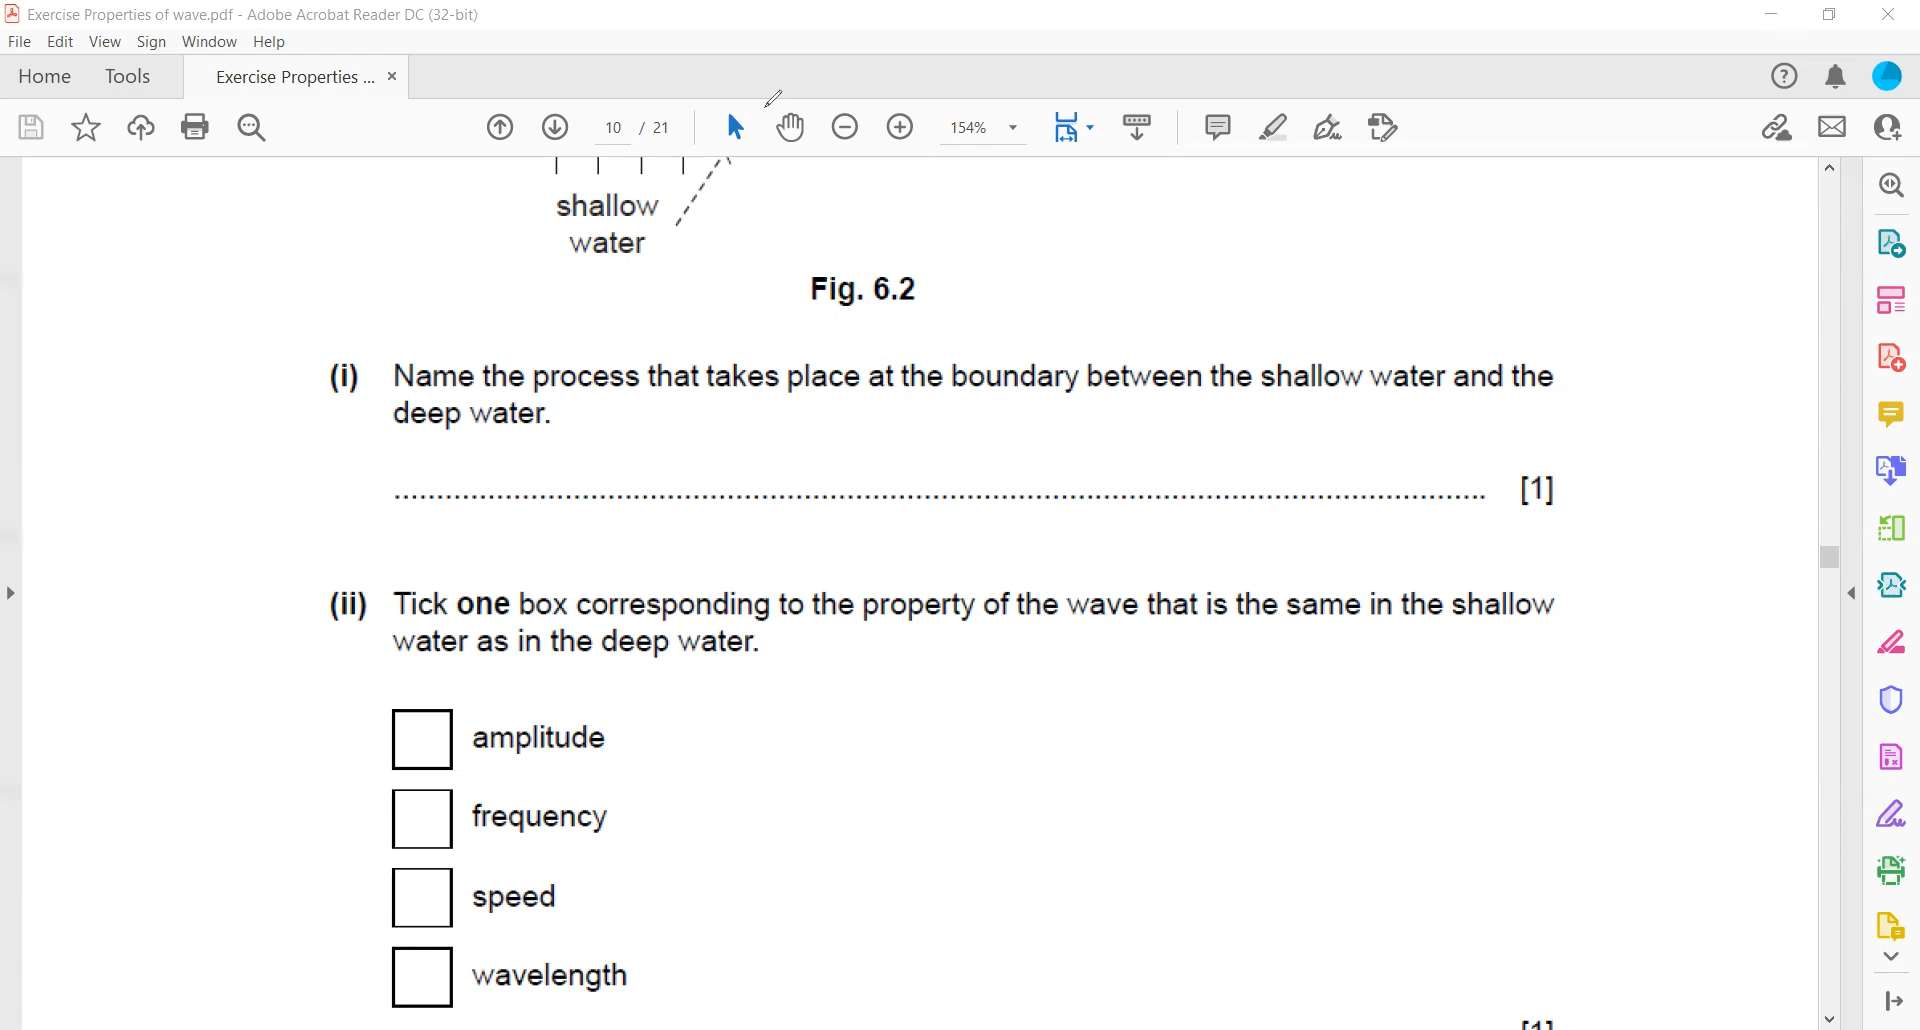 Exercise Properties of wave.pdf - Adobe Acrobat Reader DC (32-bit)
File Edit View Sign Window Help
Home Tools Exercise Properties ... ×
10 / 21 154%
shallow
water
Fig. 6.2
(i) Name the process that takes place at the boundary between the shallow water and the
deep water.
.......................................................................................................................... [1]
(ii) Tick one box corresponding to the property of the wave that is the same in the shallow
water as in the deep water.
amplitude
frequency
speed
wavelength
[1]